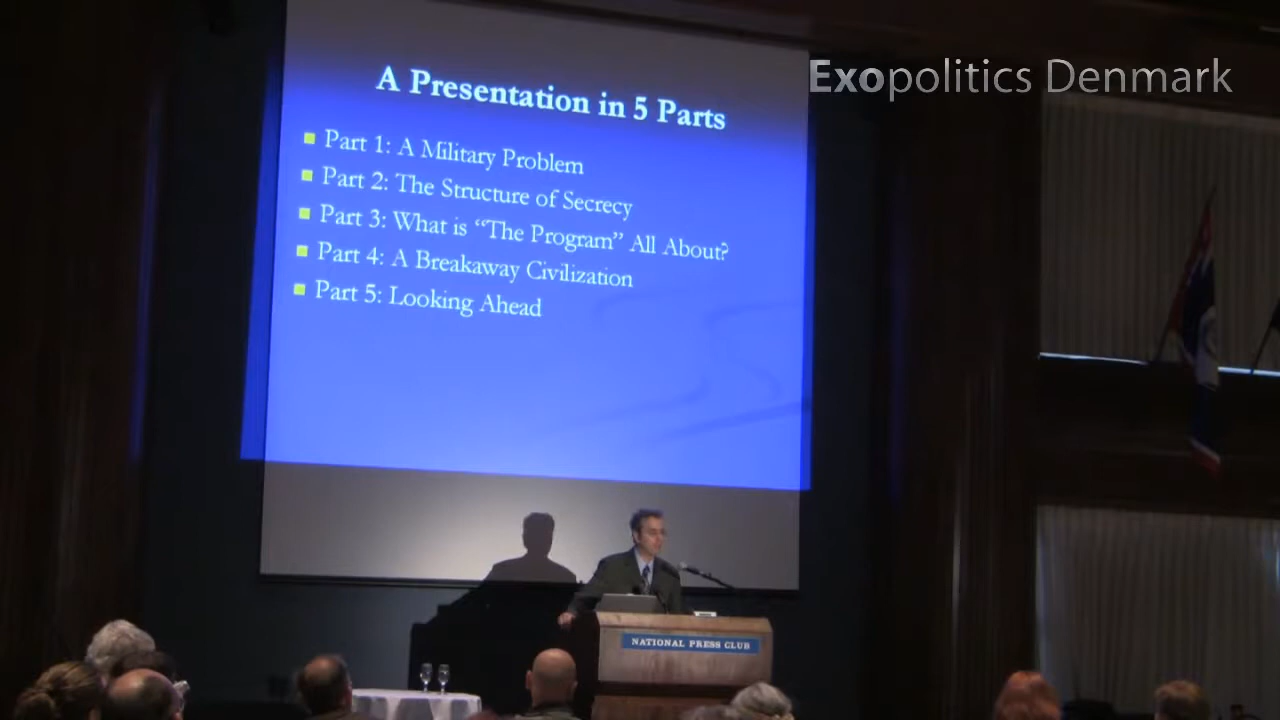 Exopolitics Denmark
A Presentation in 5 Parts
Part 1: A Military Problem
Part 2: The Structure of Secrecy
Part 3: What is “The Program” All About?
Part 4: A Breakaway Civilization
Part 5: Looking Ahead
NATIONAL PRESS CLUB